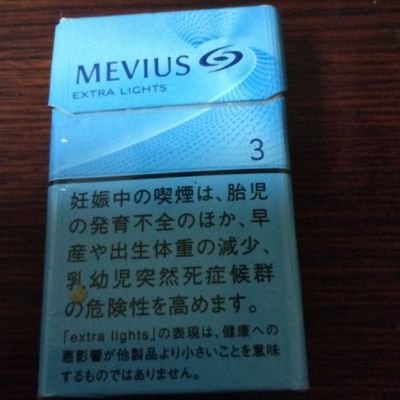 MEVIUS
EXTRA LIGHTS
3
妊娠中の喫煙は、胎児
の発育不全のほか、早
産や出生体重の減少、
乳幼児突然死症候群
の危険性を高めます。
「extra lights」の表現は、健康への
悪影響が他製品より小さいことを意味
するものではありません。